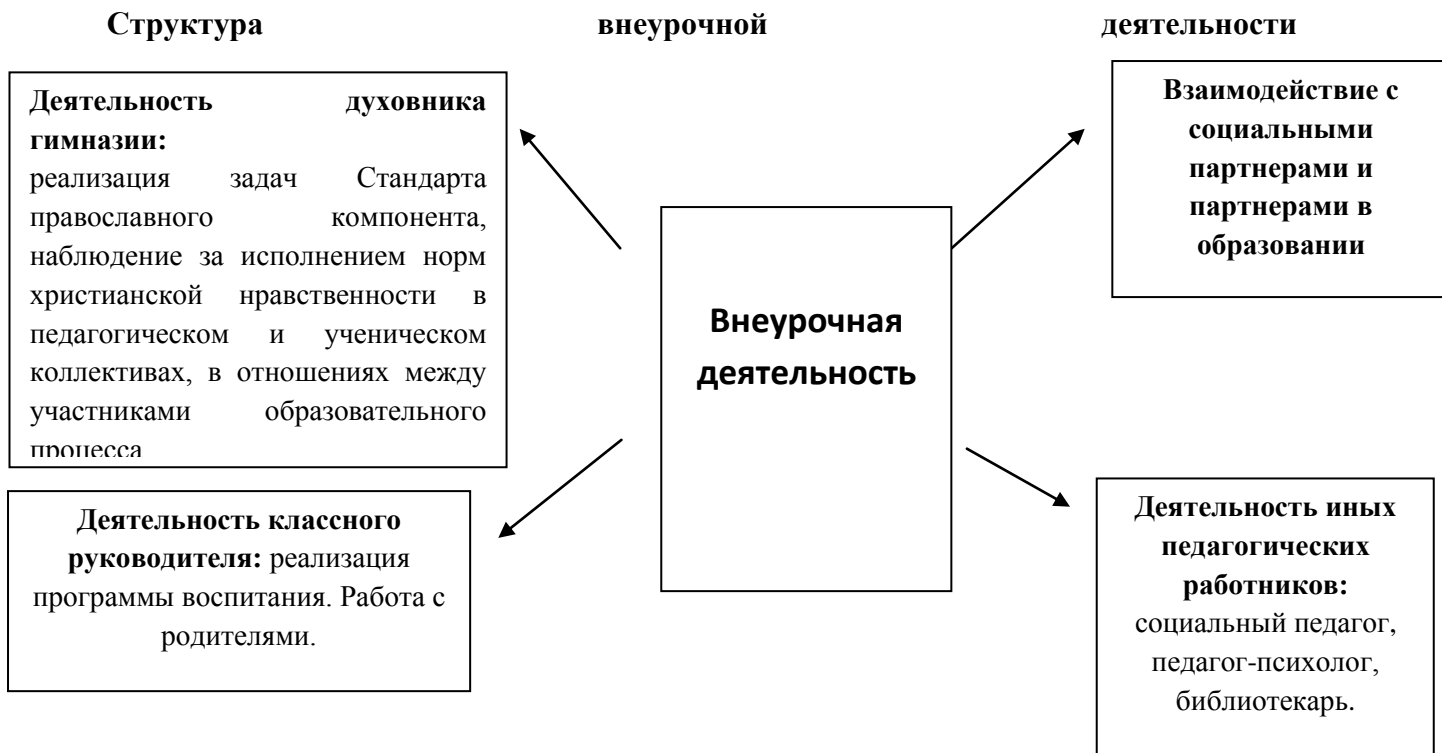 Структура внеурочной деятельности
Деятельность духовника
гимназии:
реализация задач Стандарта
православного компонента,
наблюдение за исполнением норм
христианской нравственности в
педагогическом и ученическом
коллективах, в отношениях между
участниками образовательного
процесса
Взаимодействие с
социальными
партнерами и
партнерами в
образовании
Внеурочная
деятельность
Деятельность классного
руководителя: реализация
программы воспитания. Работа с
родителями.
Деятельность иных
педагогических
работников:
социальный педагог,
педагог-психолог,
библиотекарь.